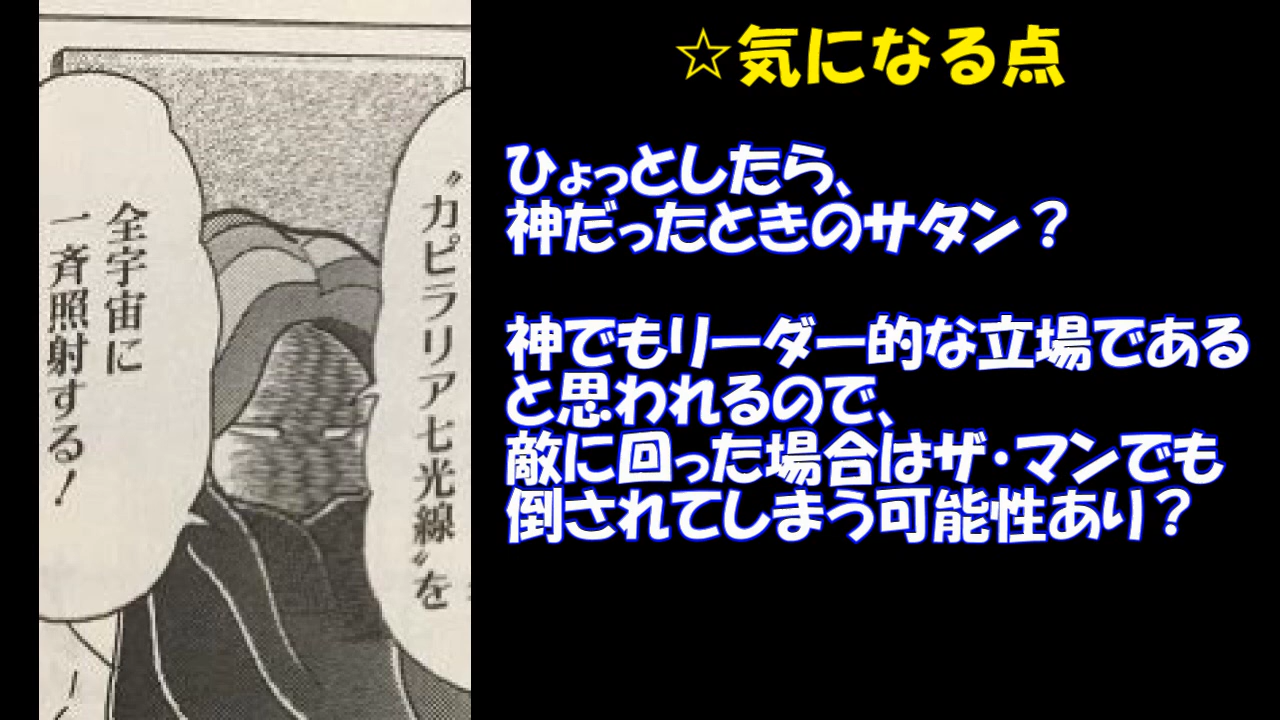 ☆気になる点
ひょっとしたら、
神だったときのサタン？
神でもリーダー的な立場である
と思われるので、
敵に回った場合はザ・マンでも
倒されてしまう可能性あり？
〝カピラリア七光線〟を
全宇宙に
一斉照射する！